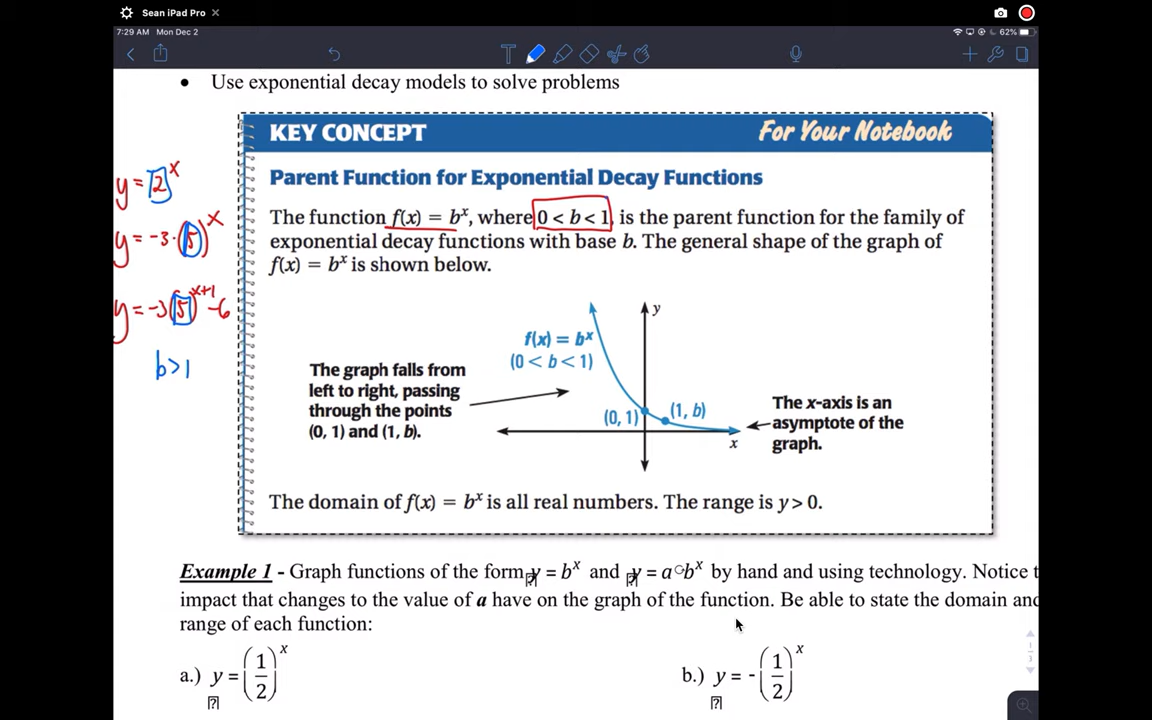 Sean iPad Pro ×
7:29 AM Mon Dec 2
62%
• Use exponential decay models to solve problems
KEY CONCEPT
For Your Notebook
Parent Function for Exponential Decay Functions
The function f(x) = bˣ, where 0 < b < 1, is the parent function for the family of
exponential decay functions with base b. The general shape of the graph of
f(x) = bˣ is shown below.
y = 2ˣ
y = -3·(5)ˣ
y = -3(5)ˣ⁺¹ -6
b>1
y
f(x) = bˣ
(0 < b < 1)
The graph falls from
left to right, passing
through the points
(0, 1) and (1, b).
(0, 1)
(1, b)
x
The x-axis is an
asymptote of the
graph.
The domain of f(x) = bˣ is all real numbers. The range is y > 0.
Example 1 - Graph functions of the form y = bˣ and y = a bˣ by hand and using technology. Notice t
impact that changes to the value of a have on the graph of the function. Be able to state the domain and
range of each function:
a.) y = (1/2)ˣ
b.) y = -(1/2)ˣ